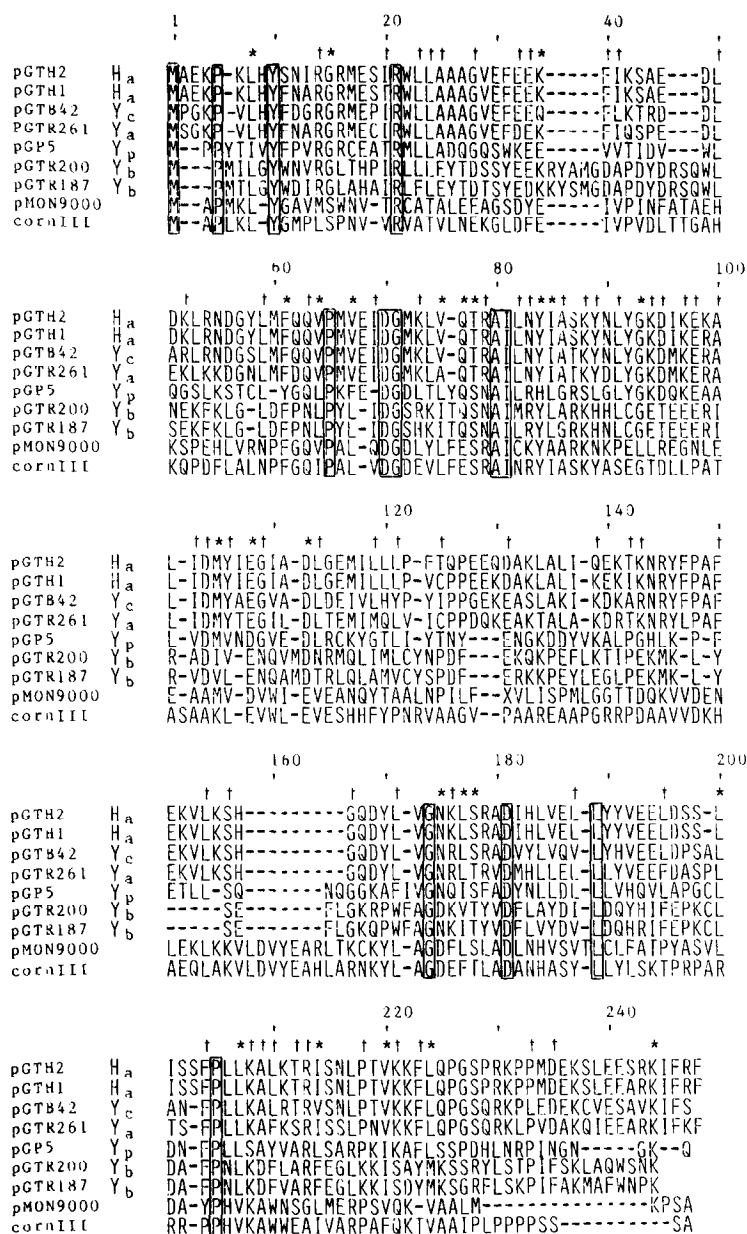 1 20 40
* † * † † † † † † † * † † †
pGTH2 Ha MAEKP-KLHYSNIRGRMESIRWLLAAAGVEFEEK-----FIKSAE---DL
pGTH1 Ha MAEKP-KLHYFNARGRMESTRWLLAAAGVEFEEK-----FIKSAE---DL
pGTB42 Yc MPGKP-VLHYFDGRGRMEPIRWLLAAAGVEFEEQ-----FLKTRD---DL
pGTR261 Ya MSGKP-VLHYFNARGRMECIRWLLAAAGVEFDEK-----FIQSPE---DL
pGP5 Yp M--PPYTIVYFPVRGRCEATRMLLADQGQSWKEE-----VVTIDV---WL
pGTR200 Yb M---PMILGYWNVRGLTHPIRLLLEYTDSSYEEKRYAMGDAPDYDRSQWL
pGTR187 Yb M---PMTLGYWDIRGLAHAIRLFLEYTDTSYEDKKYSMGDAPDYDRSQWL
pMON9000 M--APMKL-YGAVMSWNV-TRCATALEEAGSDYE-----IVPINFATAEH
cornIII M--APLKL-YGMPLSPNV-VRVATVLNEKGLDFE-----IVPVDLTTGAH
60 80 100
† † * † * * † † † * * † † † * * † † † † * * † † † †
pGTH2 Ha DKLRNDGYLMFQQVPMVEIDGMKLV-QTRAILNYIASKYNLYGKDIKEKA
pGTH1 Ha DKLRNDGYLMFQQVPMVEIDGMKLV-QTRAILNYIASKYNLYGKDIKEKA
pGTB42 Yc ARLRNDGSLMFQQVPMVEIDGMKLV-QTRAILNYIATKYNLYGKDMKERA
pGTR261 Ya EKLKKDGNLMFDQVPMVEIDGMKLA-QTRAILNYIATKYDLYGKDMKERA
pGP5 Yp QGSLKSTCL-YGQLPKFE-DGDLTLYQSNAILRHLGRSLGLYGKDQKEAA
pGTR200 Yb NEKFKLG-LDFPNLPYL-IDGSRKITQSNAIMRYLARKHHLCGETEEERI
pGTR187 Yb SEKFKLG-LDFPNLPYL-IDGSHKITQSNAILRYLGRKHNLCGETEEERI
pMON9000 KSPEHLVRNPFGQVPAL-QDGDLYLFESRAICKYAARKNKPELLREGNLE
cornIII KQPDFLALNPFGQIPAL-VDGDEVLFESRAINRYIASKYASEGTDLLPAT
120 140
† † * † * † * † † † † * † † † † †
pGTH2 Ha L-IDMYIEGIA-DLGEMILLLP-FTQPEEQDAKLALI-QEKTKNRYFPAF
pGTH1 Ha L-IDMYIEGIA-DLGEMILLLP-VCPPEEKDAKLALI-KEKIKNRYFPAF
pGTB42 Yc L-IDMYAEGVA-DLDEIVLHYP-YIPPGEKEASLAKI-KDKARNRYFPAF
pGTR261 Ya L-IDMYTEGIL-DLTEMIMQLV-ICPPDQKEAKTALA-KDRTKNRYLPAF
pGP5 Yp L-VDMVNDGVE-DLRCKYGTLI-YTNY---ENGKDDYVKALPGHLK-P-F
pGTR200 Yb R-ADIV-ENQVMDNRMQLIMLCYNPDF---EKQKPEFLKTIPEKMK-L-Y
pGTR187 Yb R-VDVL-ENQAMDTRLQLAMVCYSPDF---ERKKPEYLEGLPEKMK-L-Y
pMON9000 E-AAMV-DVWI-EVEANQYTAALNPILF--XVLISPMLGGTTDQKVVDEN
cornIII ASAAKL-EVWL-EVESHHFYPNRVAAGV--PAAREAAPGRRPDAAVVDKH
160 180 200
† † † † * † * * † † † *
pGTH2 Ha EKVLKSH---------GQDYL-VGNKLSRADIHLVEL-LYYVEELDSS-L
pGTH1 Ha EKVLKSH---------GQDYL-VGNKLSRADIHLVEL-LYYVEELDSS-L
pGTB42 Yc EKVLKSH---------GQDYL-VGNRLSRADVYLVQV-LYHVEELDPSAL
pGTR261 Ya EKVLKSH---------GQDYL-VGNRLTRVDMHLLEL-LLYVEEFDASPL
pGP5 Yp ETLL-SQ-------NQGGKAFIVGNQISFADYNLLDL-LLVHQVLAPGCL
pGTR200 Yb -----SE-------FLGKRPWFAGDKVTYVDFLAYDI-LDQYHIFEPKCL
pGTR187 Yb -----SE-------FLGKQPWFAGNKITYVDFLVYDV-LDQHRIFEPKCL
pMON9000 LEKLKKVLDVYEARLTKCKYL-AGDFLSLADLNHVSVTLCLFATPYASVL
cornIII AEQLAKVLDVYEAHLARNKYL-AGDEFTLADANHASY-LLYLSKTPRPAR
220 240
† * † † † † † * † † * † † * † † *
pGTH2 Ha ISSFPLLKALKTRISNLPTVKKFLQPGSPRKPPMDEKSLEESRKIFRF
pGTH1 Ha ISSFPLLKALKTRISNLPTVKKFLQPGSPRKPPMDEKSLEEARKIFRF
pGTB42 Yc AN-FPLLKALRTRVSNLPTVKKFLQPGSQRKPLEDEKCVESAVKIFS
pGTR261 Ya TS-FPLLKAFKSRISSLPNVKKFLQPGSQRKLPVDAKQIEEARKIFKF
pGP5 Yp DN-FPLLSAYVARLSARPKIKAFLSSPDHLNRPINGN----GK--Q
pGTR200 Yb DA-FPNLKDFLARFEGLKKISAYMKSSRYLSTPIFSKLAQWSNK
pGTR187 Yb DA-FPNLKDFVARFEGLKKISDYMKSGRFLSKPIFAKMAFWNPK
pMON9000 DA-YPHVKAWWSGLMERPSVQK-VAALM---------------KPSA
cornIII RR-PPHVKAWWEAIVARPAFQKTVAAIPLPPPPSS-----------SA